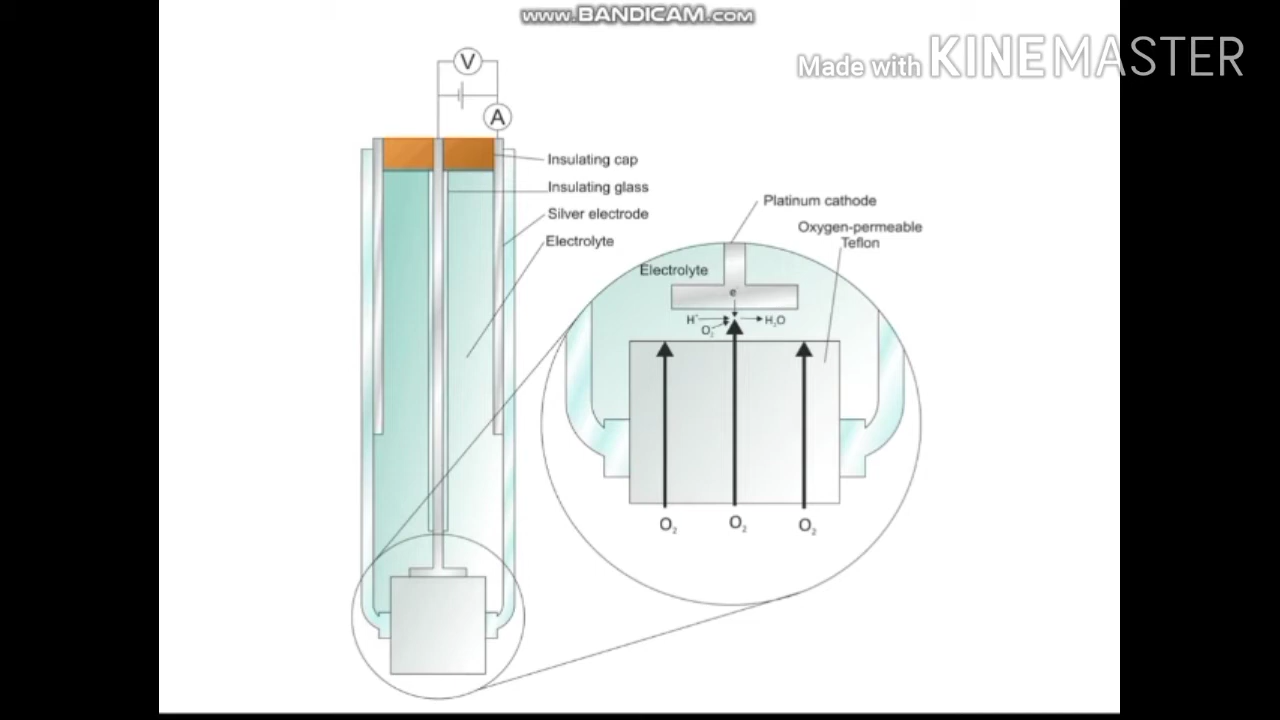 www.BANDICAM.com
Made with KINEMASTER
V
A
Insulating cap
Insulating glass
Silver electrode
Electrolyte
Platinum cathode
Oxygen-permeable
Teflon
Electrolyte
e⁻
H⁺ H₂O
O₂
O₂ O₂ O₂